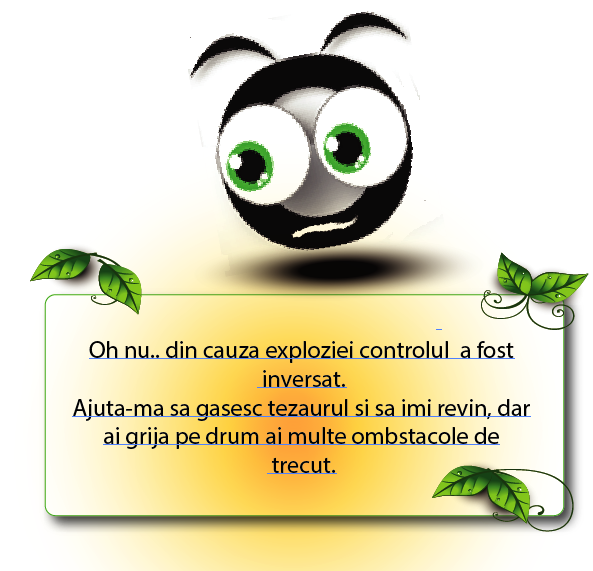 Oh nu.. din cauza exploziei controlul  a fost
inversat.
Ajuta-ma sa gasesc tezaurul si sa imi revin, dar
ai grija pe drum ai multe ombstacole de
trecut.